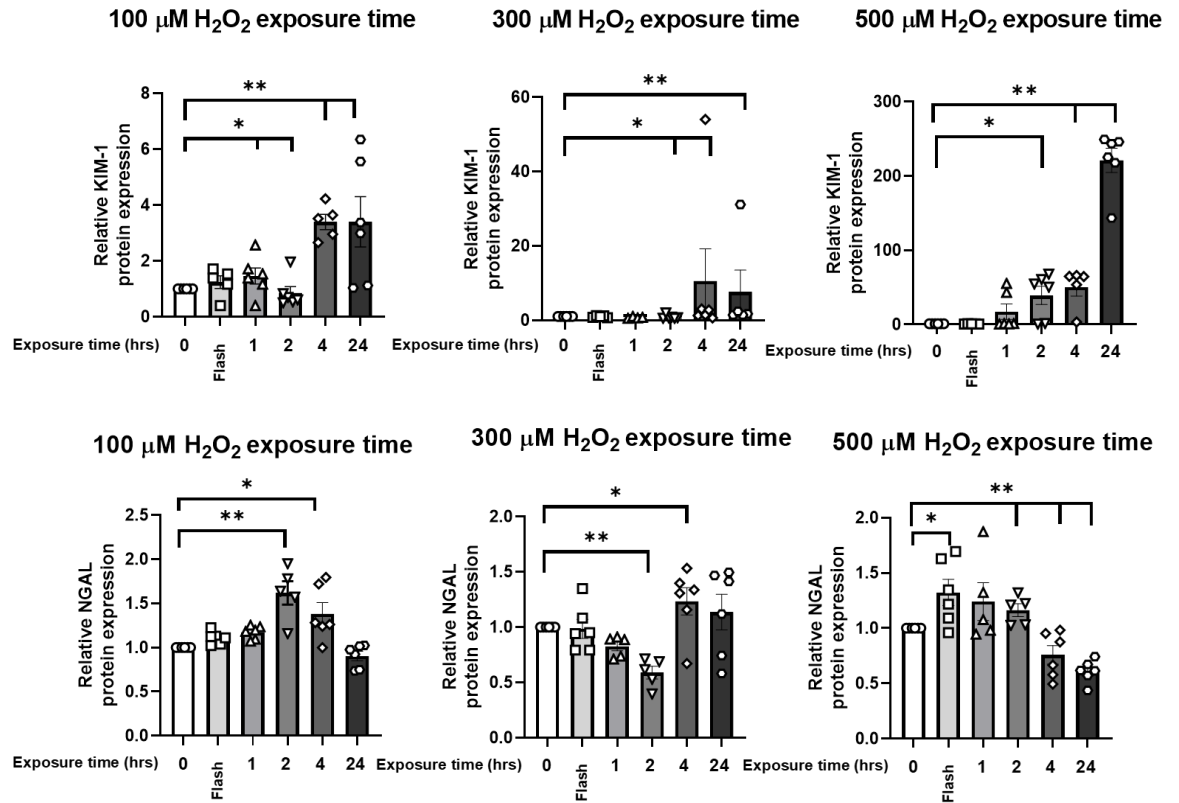 100 μM H₂O₂ exposure time
300 μM H₂O₂ exposure time
500 μM H₂O₂ exposure time
Relative KIM-1
protein expression
8
6
4
2
0
**
*
Exposure time (hrs) 0 Flash 1 2 4 24
Relative KIM-1
protein expression
60
40
20
0
**
*
Exposure time (hrs) 0 Flash 1 2 4 24
Relative KIM-1
protein expression
300
200
100
0
**
*
Exposure time (hrs) 0 Flash 1 2 4 24
100 μM H₂O₂ exposure time
300 μM H₂O₂ exposure time
500 μM H₂O₂ exposure time
Relative NGAL
protein expression
2.5
2.0
1.5
1.0
0.5
0.0
*
**
Exposure time (hrs) 0 Flash 1 2 4 24
Relative NGAL
protein expression
2.0
1.5
1.0
0.5
0.0
*
**
Exposure time (hrs) 0 Flash 1 2 4 24
Relative NGAL
protein expression
2.0
1.5
1.0
0.5
0.0
**
*
Exposure time (hrs) 0 Flash 1 2 4 24